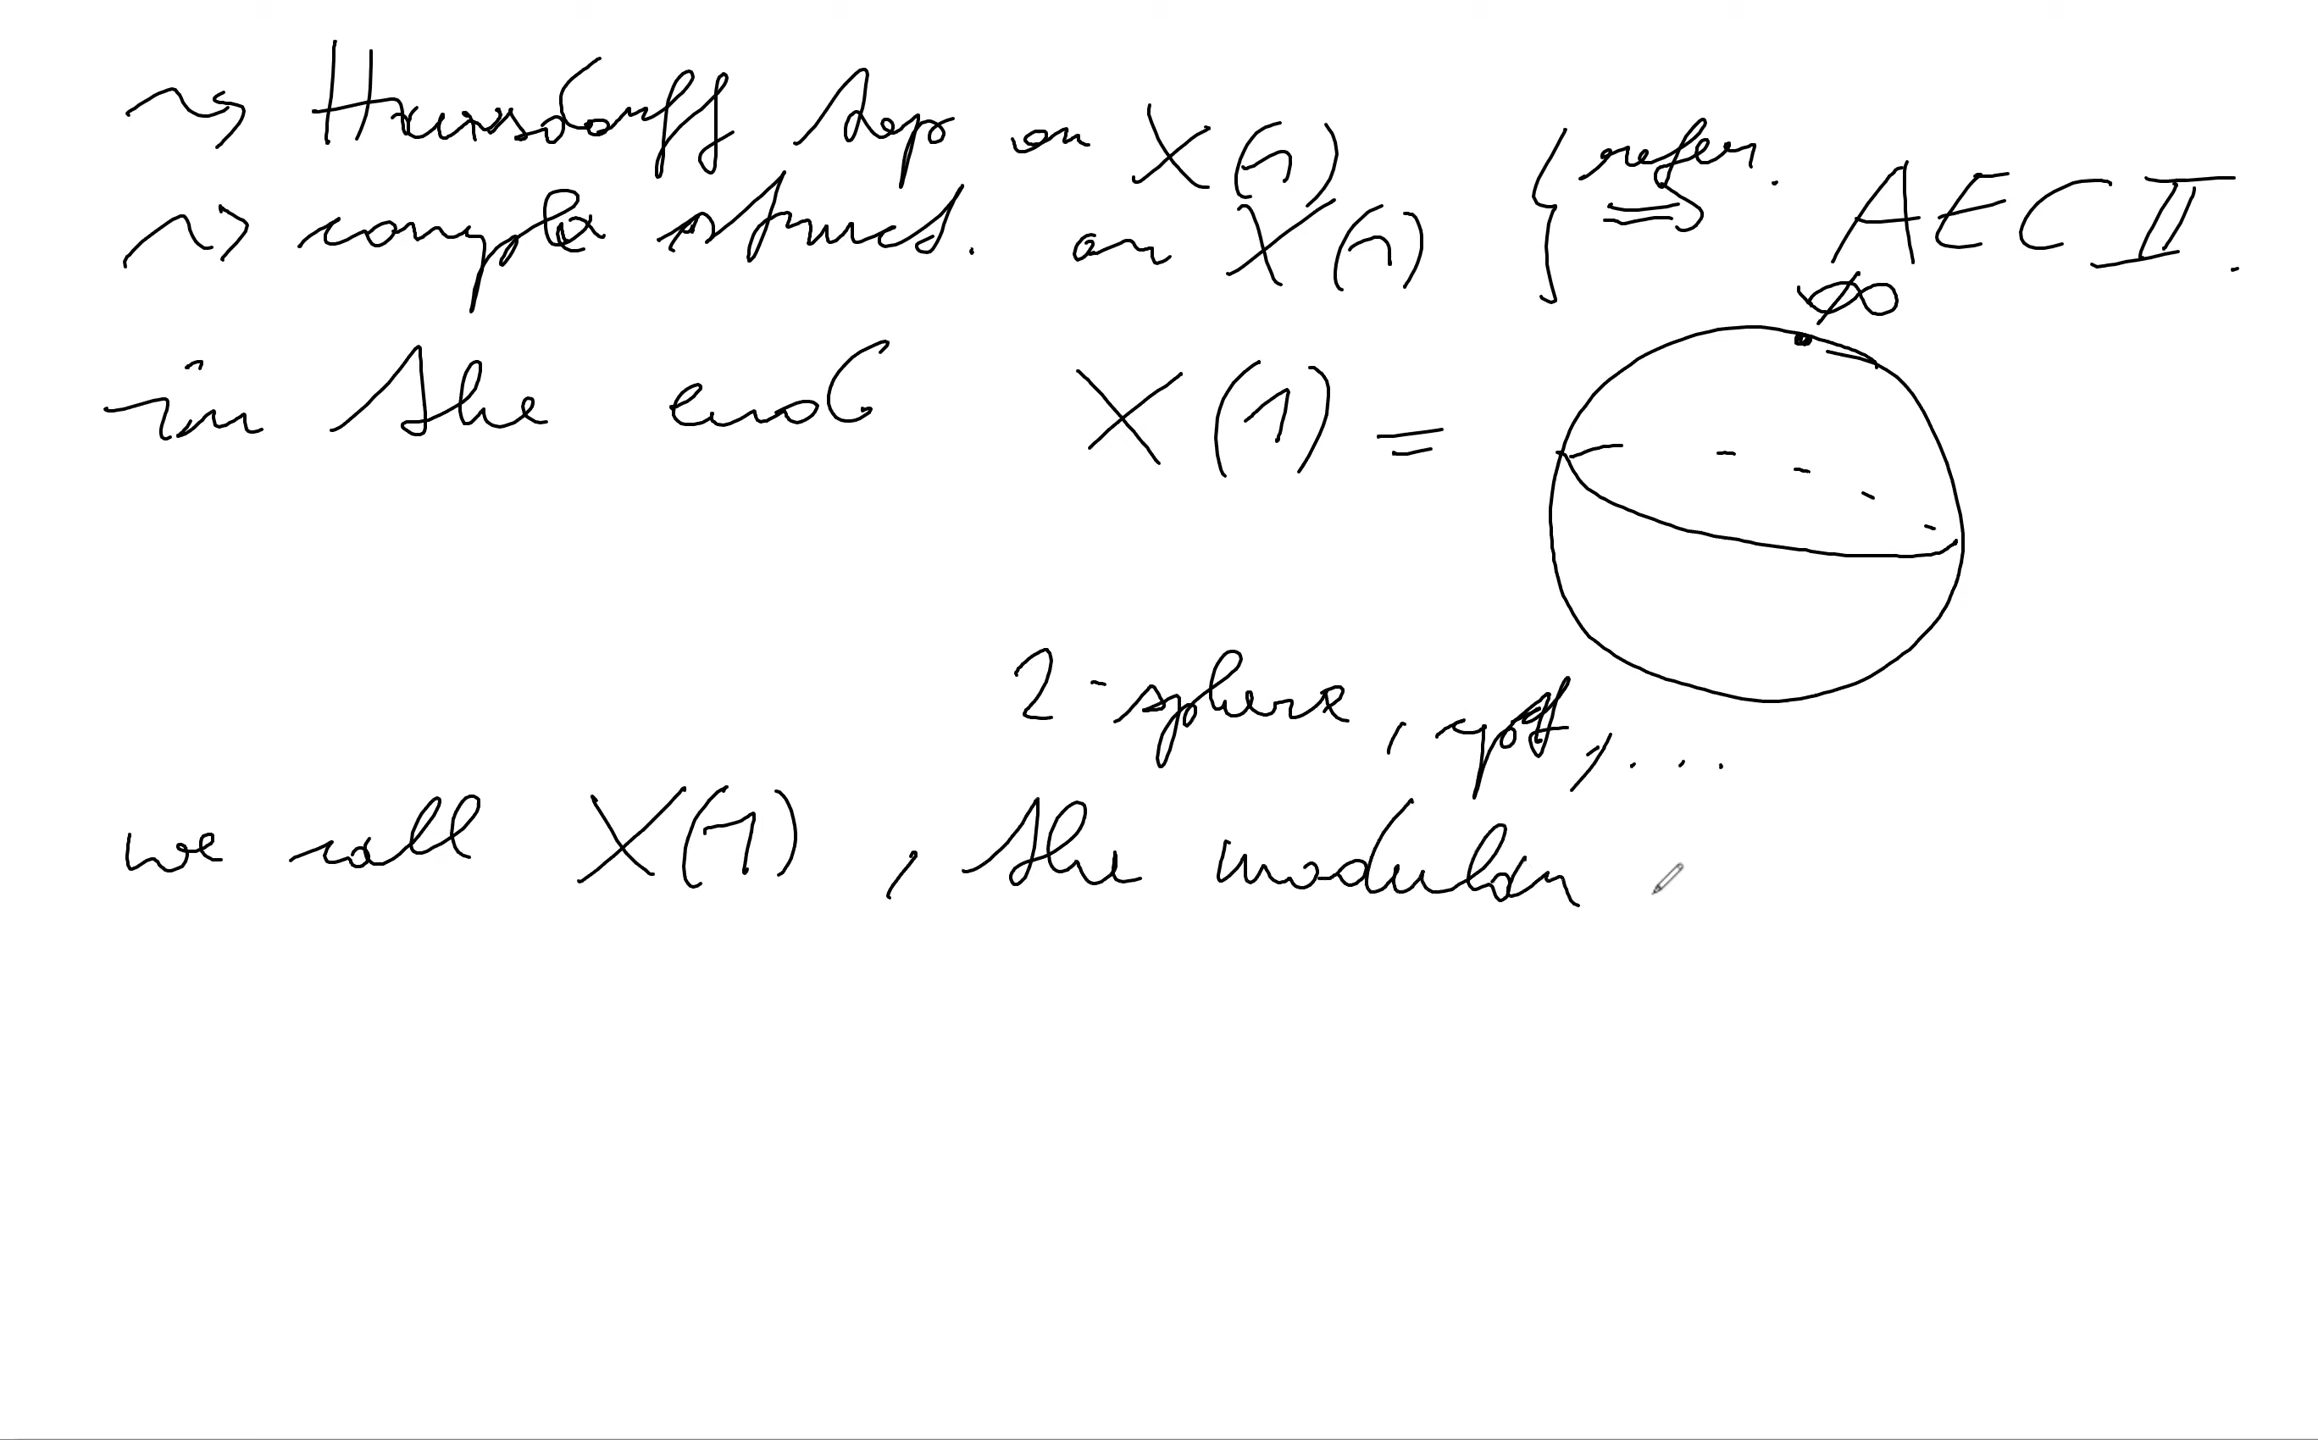 ⇝ Hausdorff top on X(1) { refer. AEC II.
⇝ complex struct. on X(1)
∞
in the end X(1) =
2-sphere, cpt, ....
we call X(1), the modular